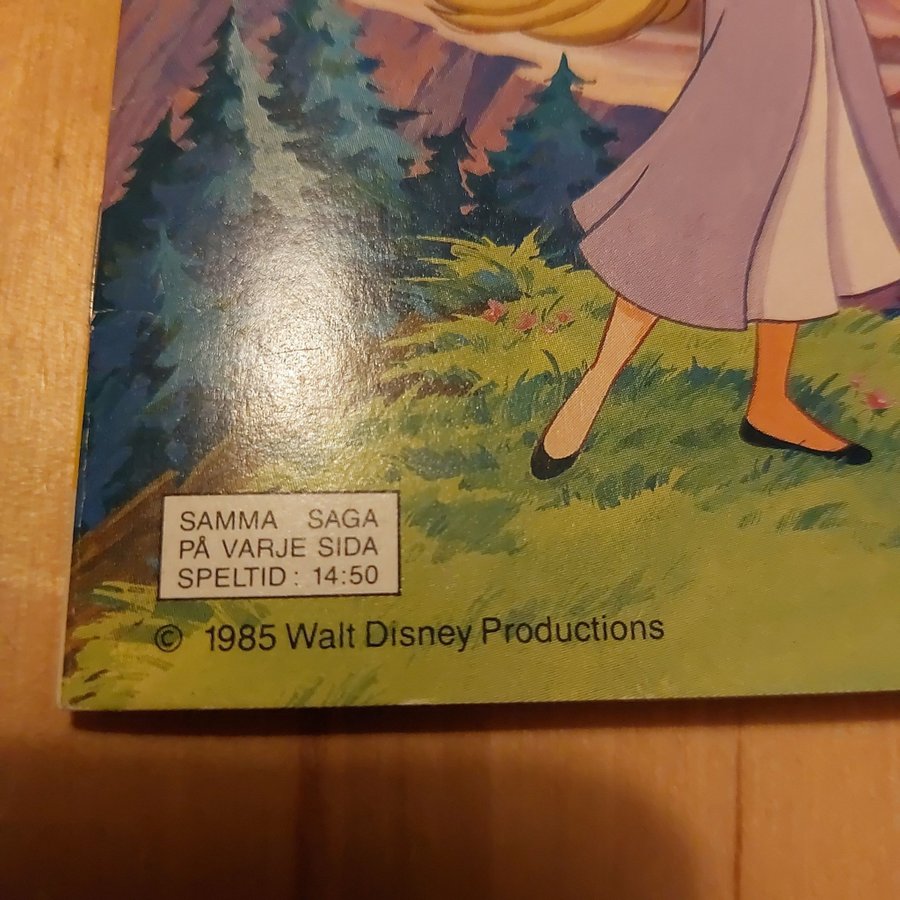 SAMMA SAGA
PÅ VARJE SIDA
SPELTID : 14:50
© 1985 Walt Disney Productions